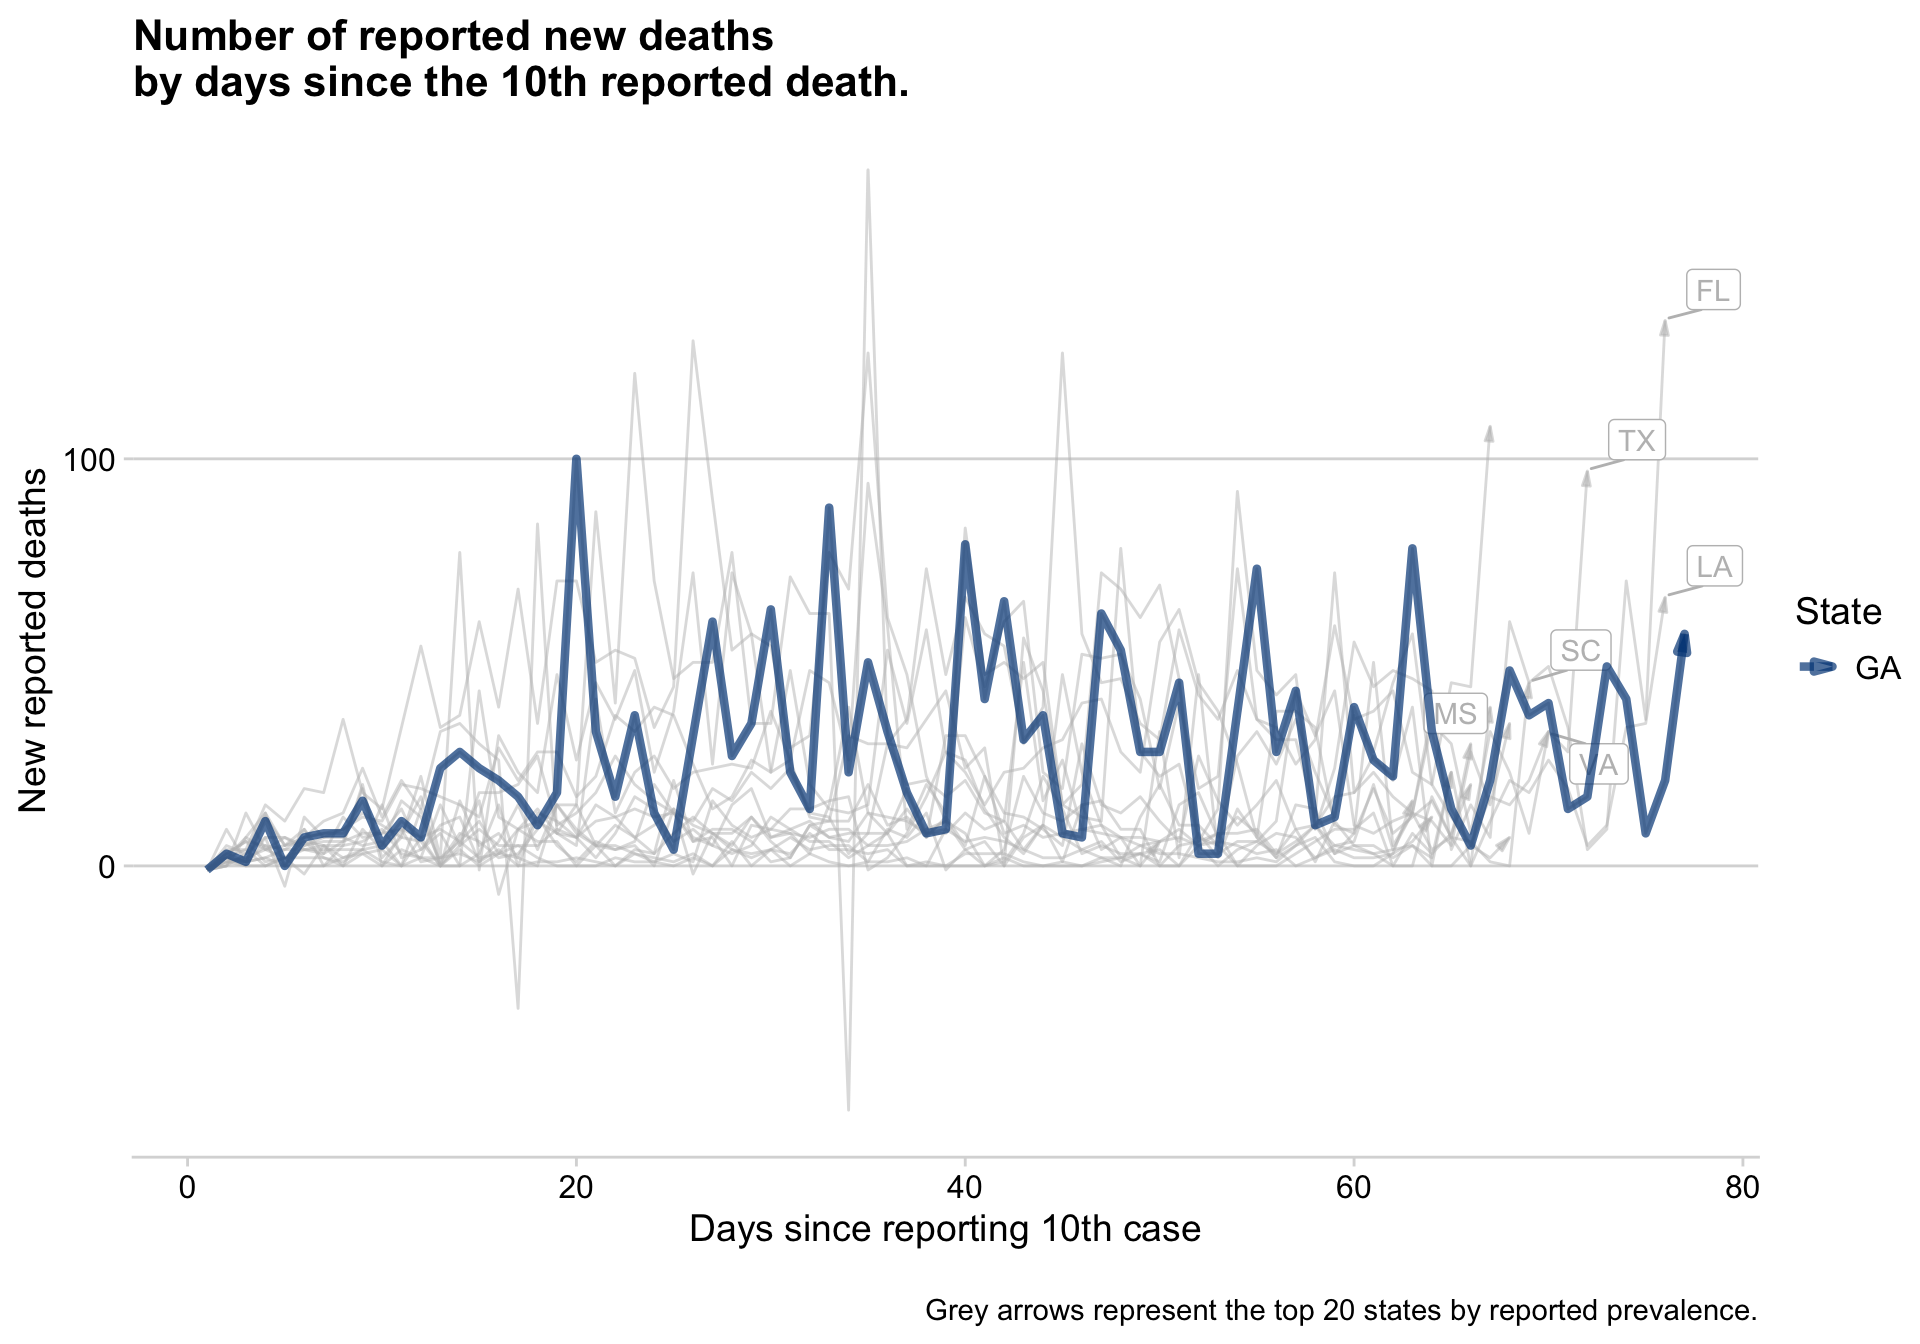 Number of reported new deaths
by days since the 10th reported death.
New reported deaths
100
0
FL
TX
LA
SC
MS
VA
State
GA
0 20 40 60 80
Days since reporting 10th case
Grey arrows represent the top 20 states by reported prevalence.